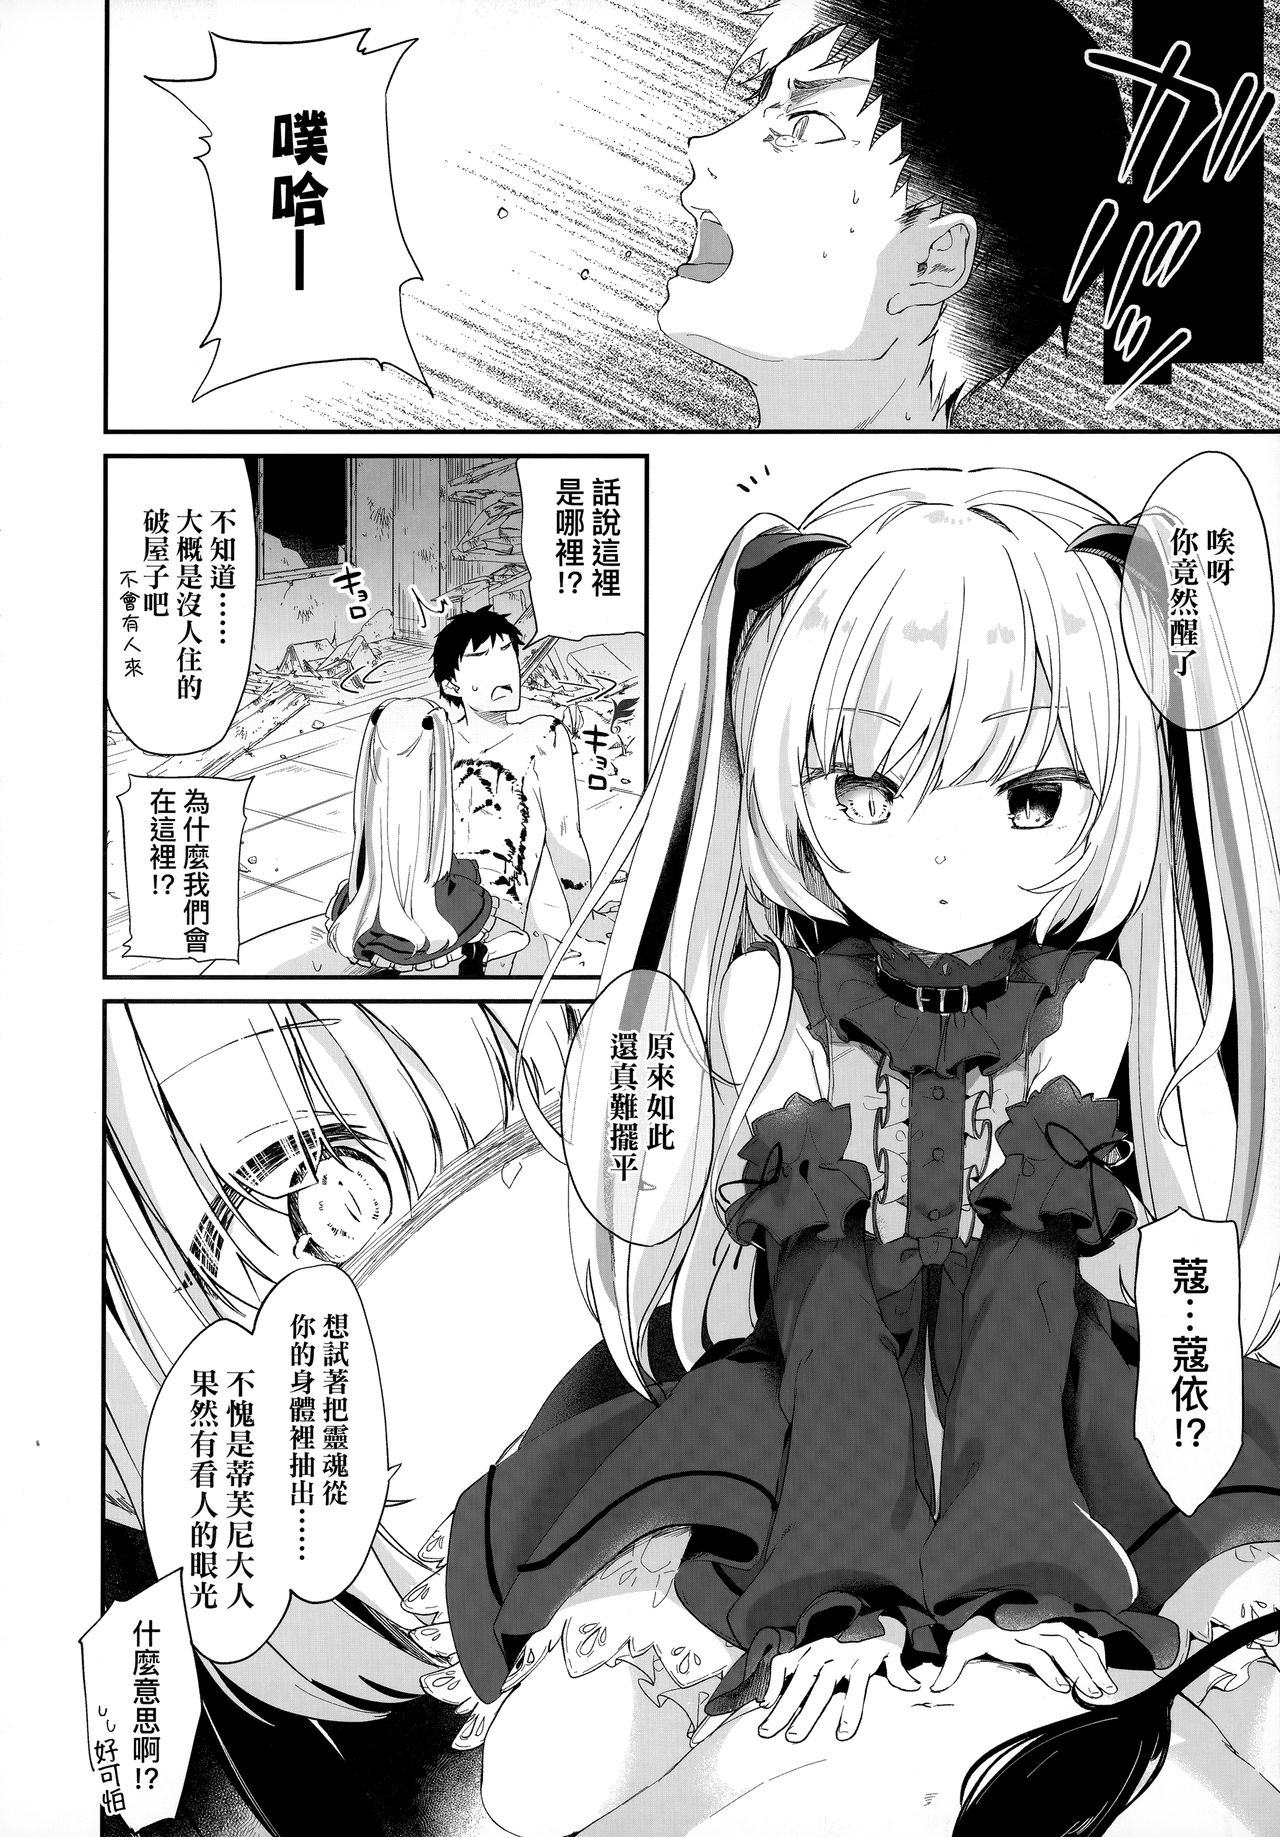 ガバッ
噗哈—
唉呀
你竟然醒了
蔻…蔻依!?
原來如此
還真難擺平
話說這裡
是哪裡!?
キョロ
キョロ
不知道……
大概是沒人住的
破屋子吧
不會有人來
為什麼我們會
在這裡!?
想試著把靈魂從
你的身體裡抽出……
不愧是蒂芙尼大人
果然有看人的眼光
什麼意思啊!?
好可怕